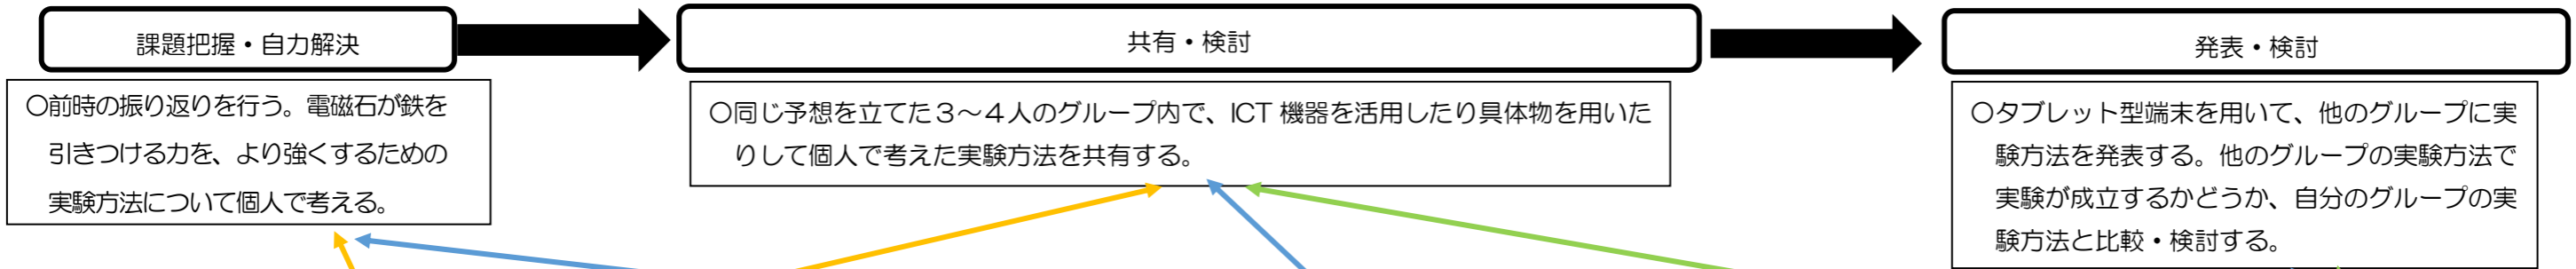 課題把握・自力解決
〇前時の振り返りを行う。電磁石が鉄を
引きつける力を、より強くするための
実験方法について個人で考える。
共有・検討
〇同じ予想を立てた３～４人のグループ内で、ICT 機器を活用したり具体物を用いた
りして個人で考えた実験方法を共有する。
発表・検討
〇タブレット型端末を用いて、他のグループに実
験方法を発表する。他のグループの実験方法で
実験が成立するかどうか、自分のグループの実
験方法と比較・検討する。